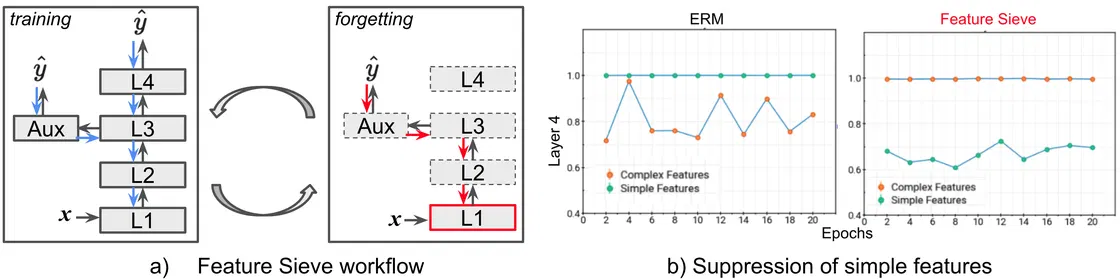 training
ŷ
ŷ
L4
Aux
L3
L2
x
L1
forgetting
ŷ
L4
Aux
L3
L2
x
L1
a) Feature Sieve workflow
ERM
Layer 4
1.0
0.8
0.6
0.4
Complex Features
Simple Features
0 2 4 6 8 10 12 14 16 18 20
Feature Sieve
1.0
0.8
0.6
0.4
Complex Features
Simple Features
0 2 4 6 8 10 12 14 16 18 20
Epochs
b) Suppression of simple features